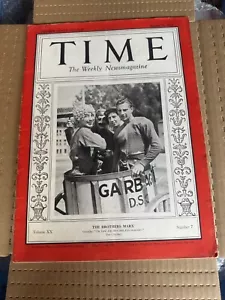 TIME
The Weekly Newsmagazine
GARB
D.S.
THE BROTHERS MARX
Volume XX
Number 7